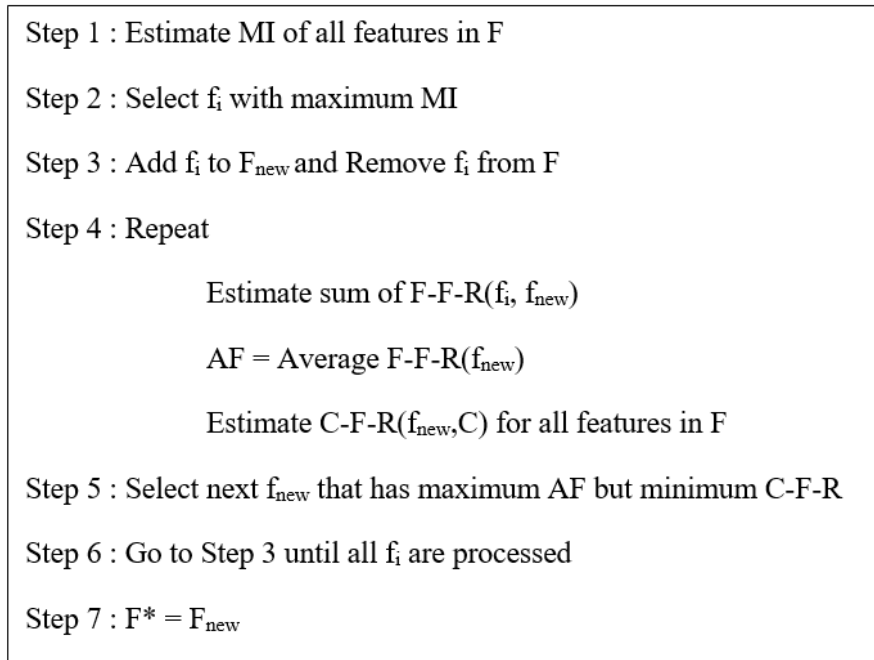 Step 1 : Estimate MI of all features in F
Step 2 : Select fᵢ with maximum MI
Step 3 : Add fᵢ to Fnew and Remove fᵢ from F
Step 4 : Repeat
Estimate sum of F-F-R(fᵢ, fnew)
AF = Average F-F-R(fnew)
Estimate C-F-R(fnew,C) for all features in F
Step 5 : Select next fnew that has maximum AF but minimum C-F-R
Step 6 : Go to Step 3 until all fᵢ are processed
Step 7 : F* = Fnew